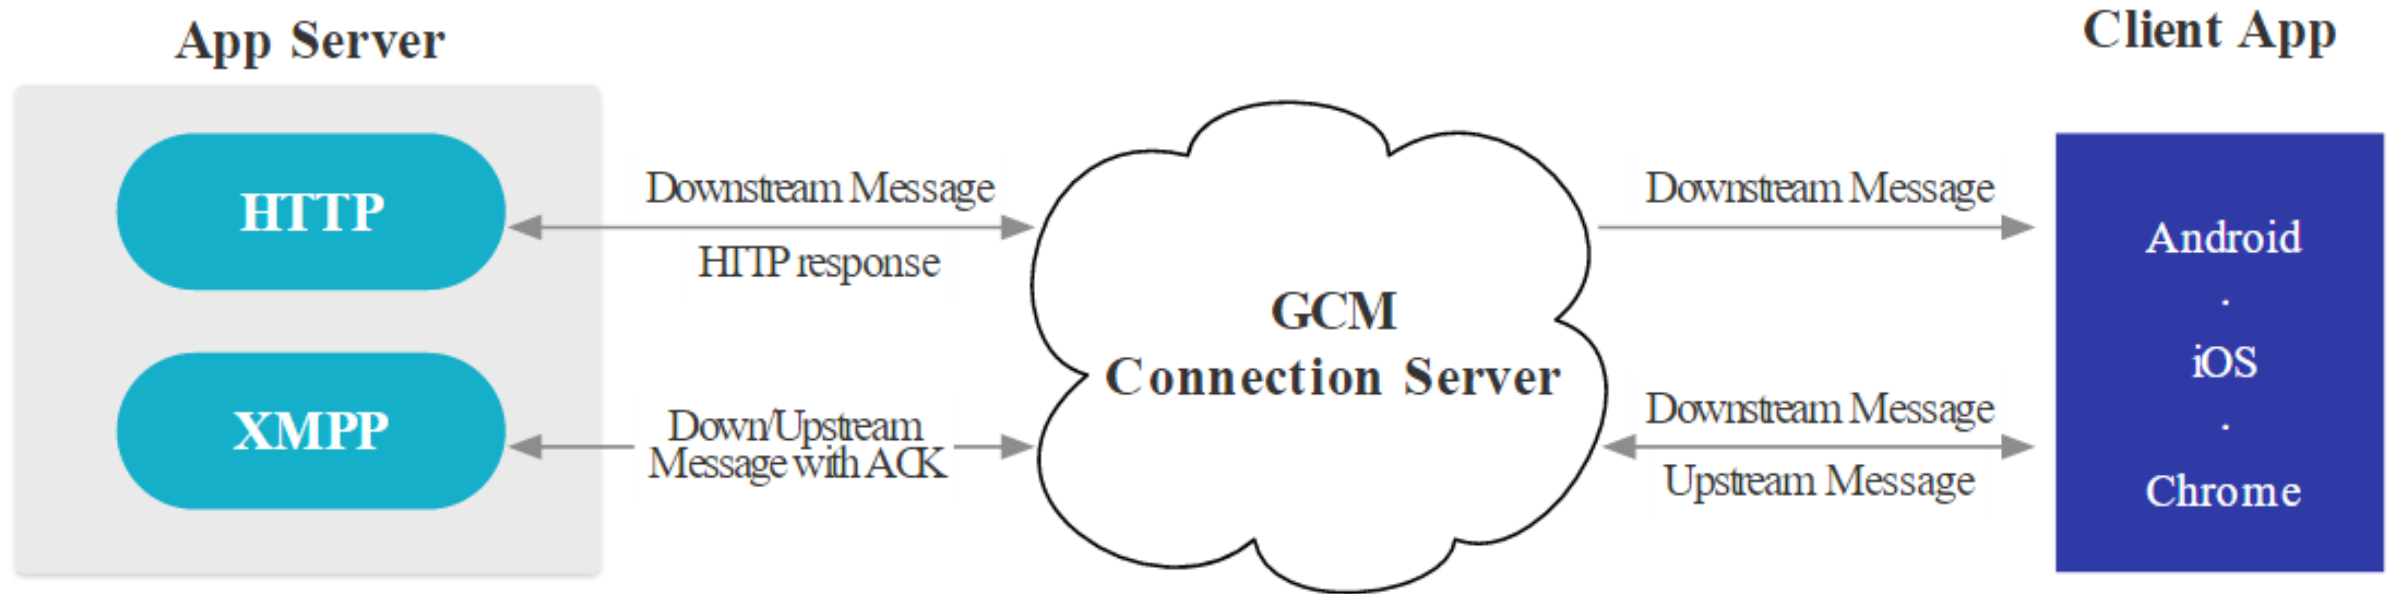 App Server
Client App
HTTP
Downstream Message
HTTP response
XMPP
Down/Upstream
Message with ACK
GCM
Connection Server
Downstream Message
Downstream Message
Upstream Message
Android
.
iOS
.
Chrome